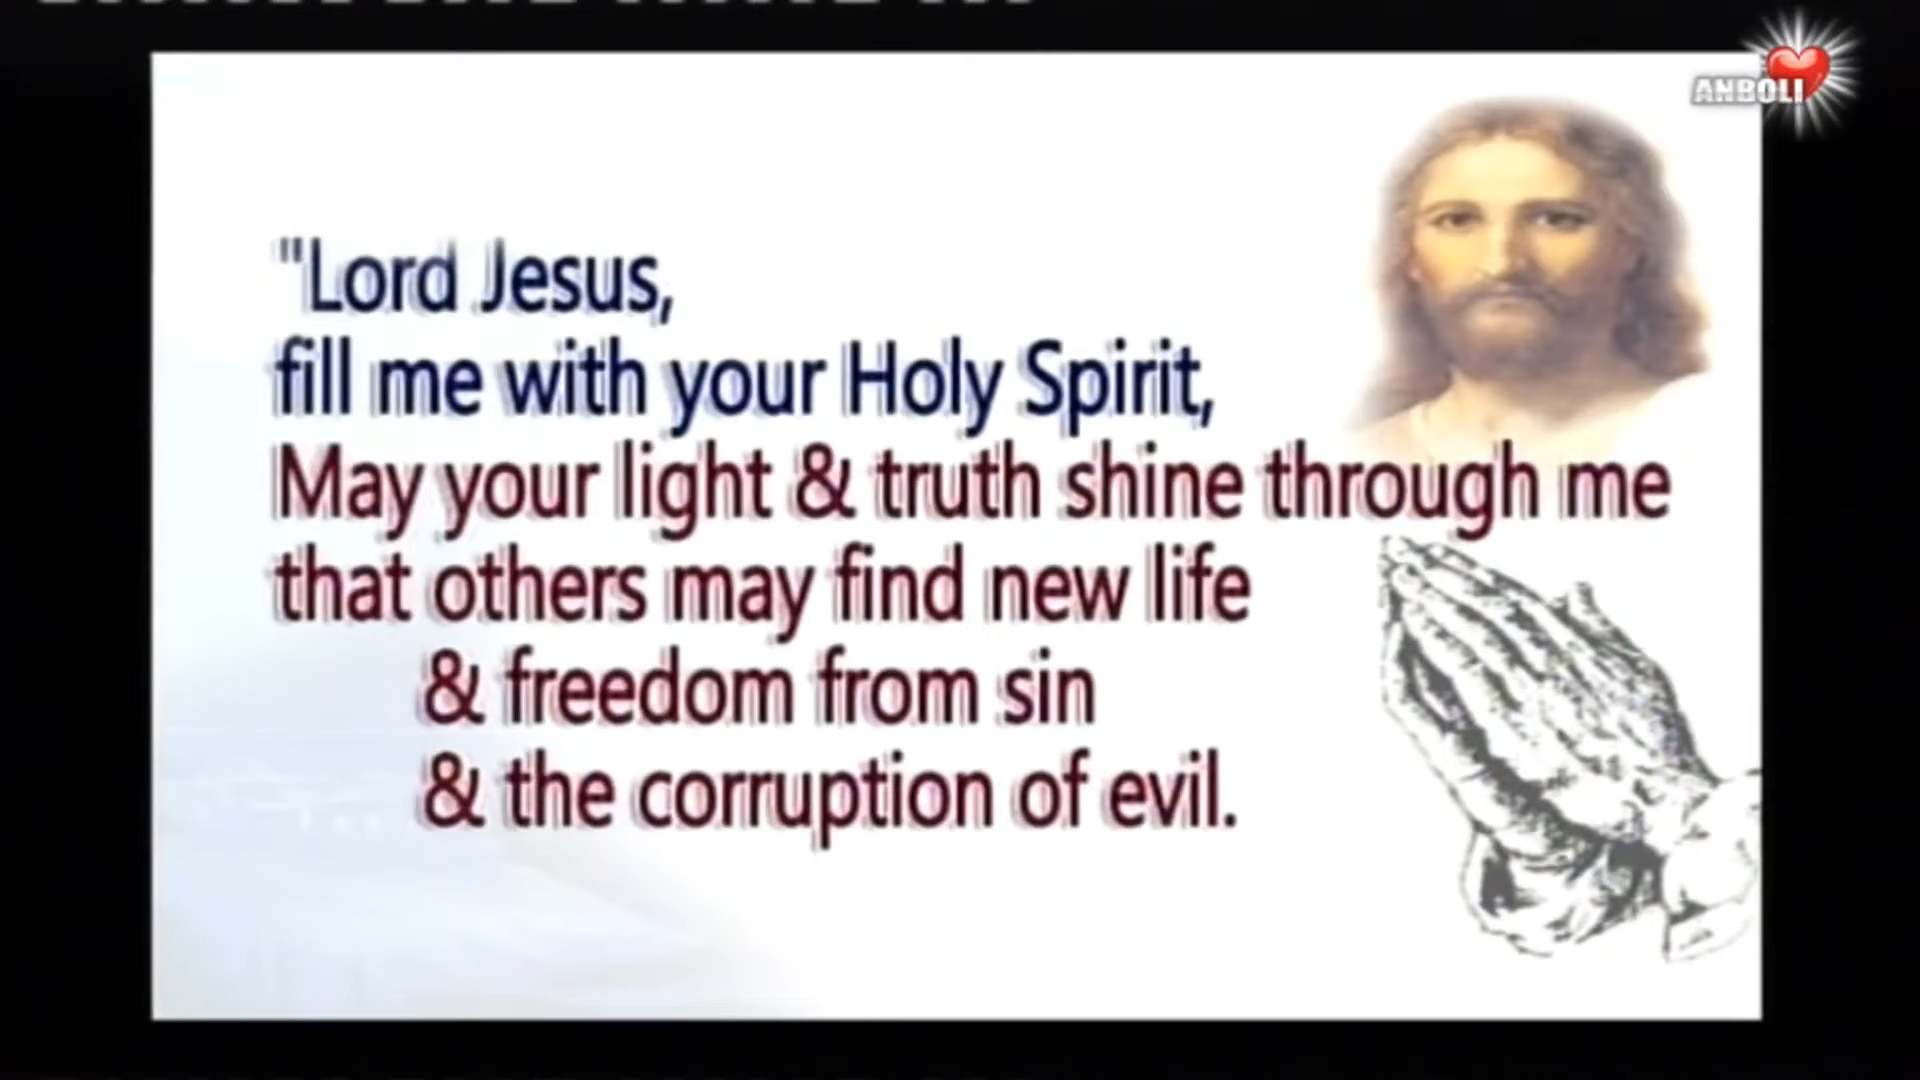 ANBOLI
"Lord Jesus,
fill me with your Holy Spirit,
May your light & truth shine through me
that others may find new life
& freedom from sin
& the corruption of evil.